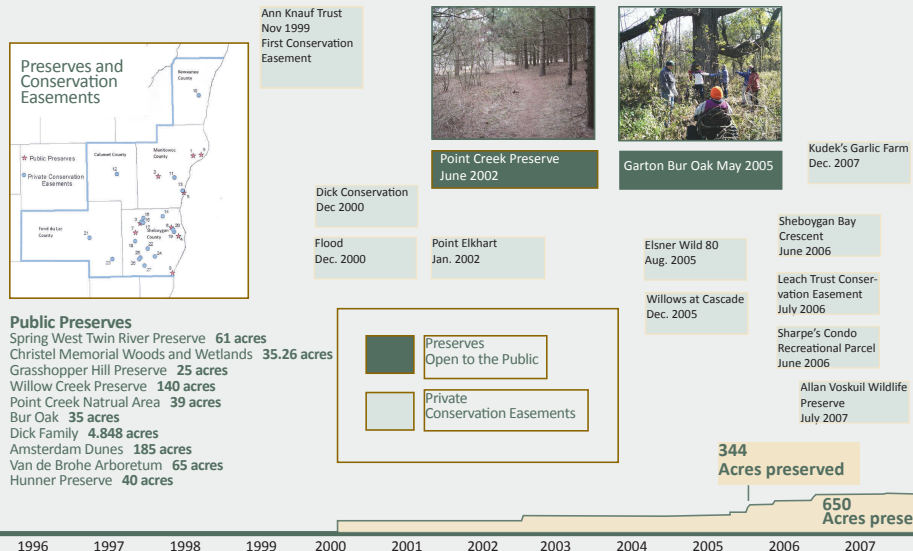 Ann Knauf Trust
Nov 1999
First Conservation
Easement
Preserves and
Conservation
Easements
Kewaunee
County
Public Preserves
Private Conservation
Easements
Calumet County
Manitowoc
County
Fond du Lac
County
Sheboygan
County
Point Creek Preserve
June 2002
Garton Bur Oak May 2005
Kudek's Garlic Farm
Dec. 2007
Dick Conservation
Dec 2000
Flood
Dec. 2000
Point Elkhart
Jan. 2002
Elsner Wild 80
Aug. 2005
Willows at Cascade
Dec. 2005
Sheboygan Bay
Crescent
June 2006
Leach Trust Conser-
vation Easement
July 2006
Sharpe's Condo
Recreational Parcel
June 2006
Allan Voskuil Wildlife
Preserve
July 2007
Public Preserves
Spring West Twin River Preserve 61 acres
Christel Memorial Woods and Wetlands 35.26 acres
Grasshopper Hill Preserve 25 acres
Willow Creek Preserve 140 acres
Point Creek Natrual Area 39 acres
Bur Oak 35 acres
Dick Family 4.848 acres
Amsterdam Dunes 185 acres
Van de Brohe Arboretum 65 acres
Hunner Preserve 40 acres
Preserves
Open to the Public
Private
Conservation Easements
344
Acres preserved
650
Acres prese
1996 1997 1998 1999 2000 2001 2002 2003 2004 2005 2006 2007